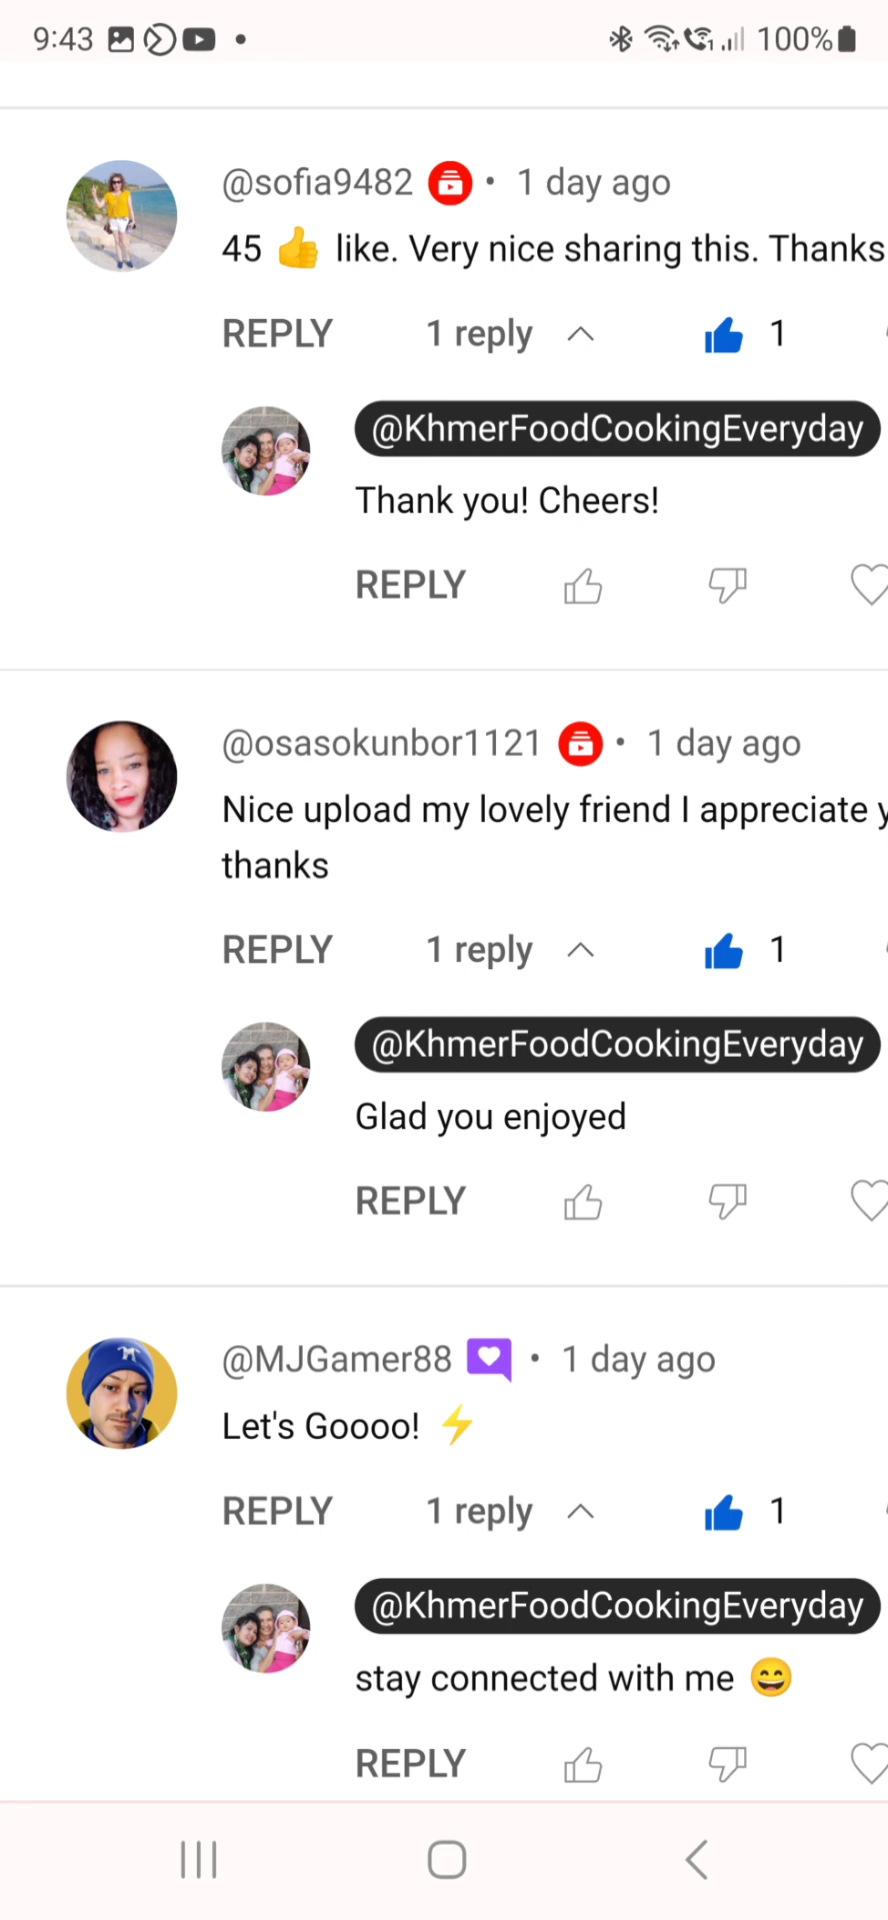 9:43
100%
@sofia9482 • 1 day ago
45 👍 like. Very nice sharing this. Thanks
REPLY 1 reply 1
@KhmerFoodCookingEveryday
Thank you! Cheers!
REPLY
@osasokunbor1121 • 1 day ago
Nice upload my lovely friend I appreciate y
thanks
REPLY 1 reply 1
@KhmerFoodCookingEveryday
Glad you enjoyed
REPLY
@MJGamer88 • 1 day ago
Let's Goooo! ⚡
REPLY 1 reply 1
@KhmerFoodCookingEveryday
stay connected with me 😄
REPLY